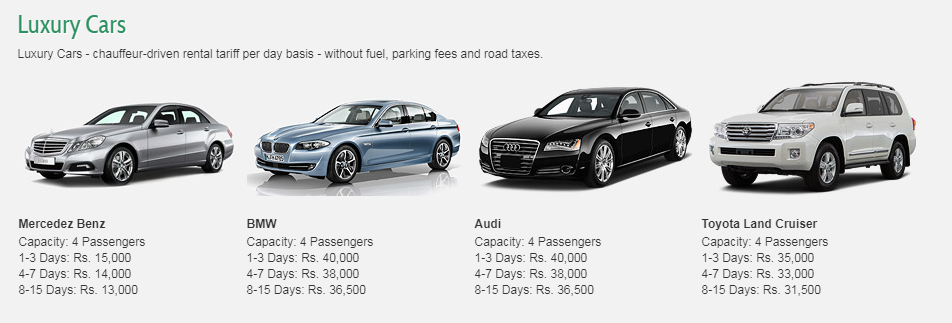 Luxury Cars
Luxury Cars - chauffeur-driven rental tariff per day basis - without fuel, parking fees and road taxes.
Mercedez Benz
Capacity: 4 Passengers
1-3 Days: Rs. 15,000
4-7 Days: Rs. 14,000
8-15 Days: Rs. 13,000
BMW
Capacity: 4 Passengers
1-3 Days: Rs. 40,000
4-7 Days: Rs. 38,000
8-15 Days: Rs. 36,500
Audi
Capacity: 4 Passengers
1-3 Days: Rs. 40,000
4-7 Days: Rs. 38,000
8-15 Days: Rs. 36,500
Toyota Land Cruiser
Capacity: 4 Passengers
1-3 Days: Rs. 35,000
4-7 Days: Rs. 33,000
8-15 Days: Rs. 31,500